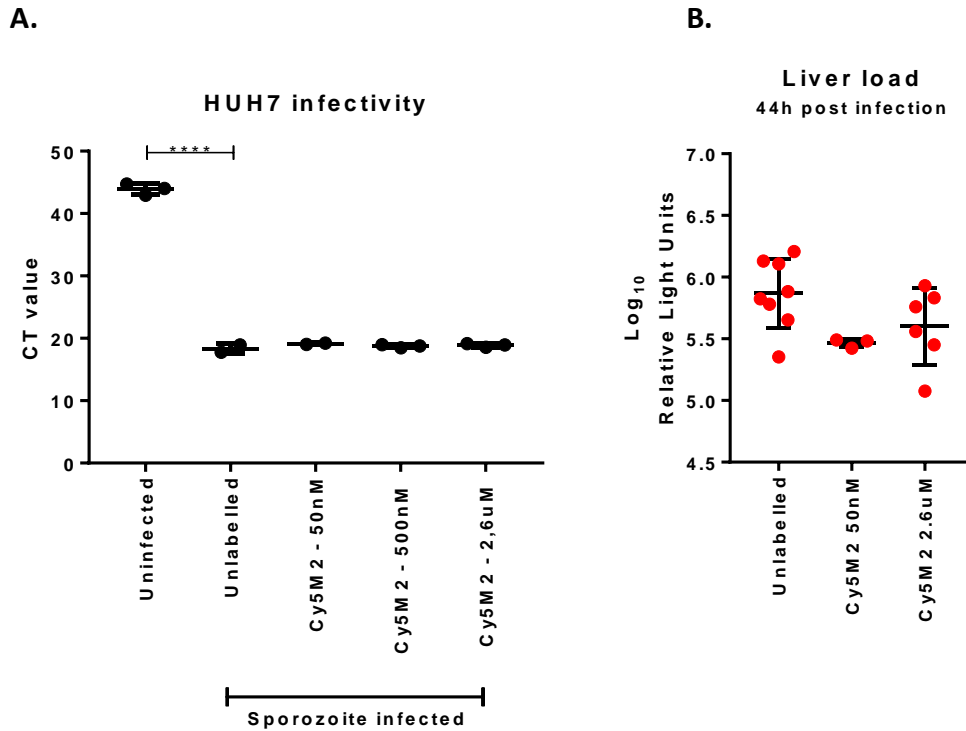 A.
HUH7 infectivity
****
CT value
50
40
30
20
10
0
Uninfected
Unlabelled
Cy5M2 - 50nM
Cy5M2 - 500nM
Cy5M2 - 2,6uM
Sporozoite infected
B.
Liver load
44h post infection
Log10
Relative Light Units
7.0
6.5
6.0
5.5
5.0
4.5
Unlabelled
Cy5M2 50nM
Cy5M2 2.6uM